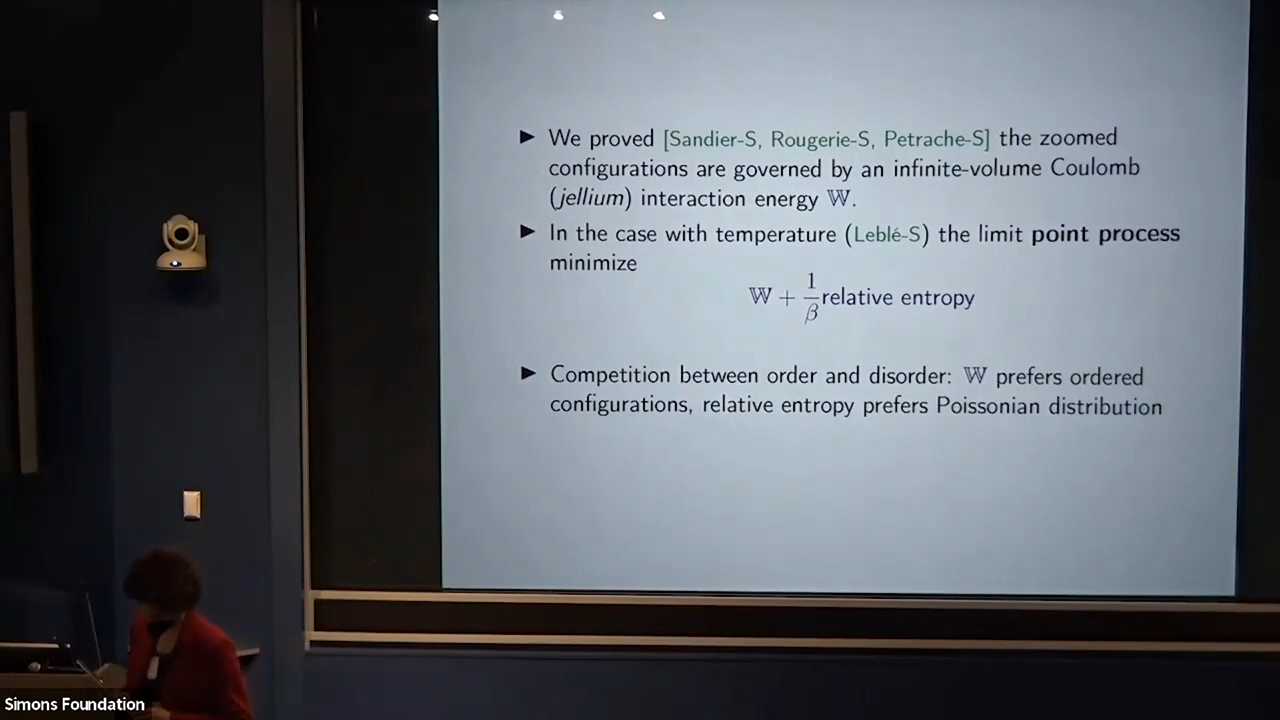 ► We proved [Sandier-S, Rougerie-S, Petrache-S] the zoomed
configurations are governed by an infinite-volume Coulomb
(jellium) interaction energy 𝕎.
► In the case with temperature (Leblé-S) the limit point process
minimize
𝕎 + 1/β relative entropy
► Competition between order and disorder: 𝕎 prefers ordered
configurations, relative entropy prefers Poissonian distribution
Simons Foundation